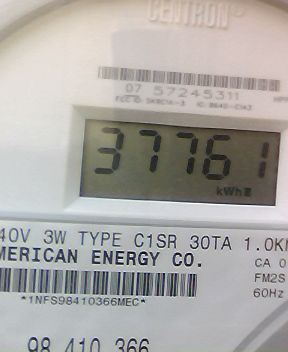 CENTRON
07 57245311
37761
kWh
40V 3W TYPE C1SR 30TA 1.0K
MERICAN ENERGY CO.
CA 0
FM2S
60Hz
*1NFS98410366MEC*
98 410 366